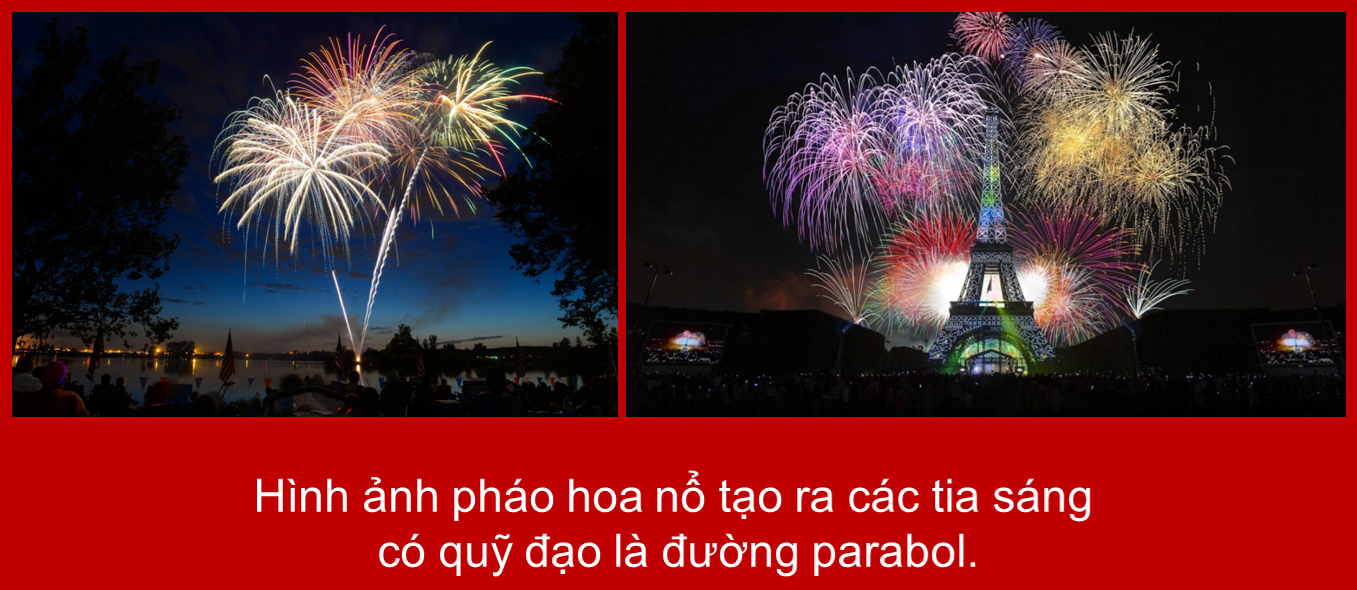 Hình ảnh pháo hoa nổ tạo ra các tia sáng
có quỹ đạo là đường parabol.